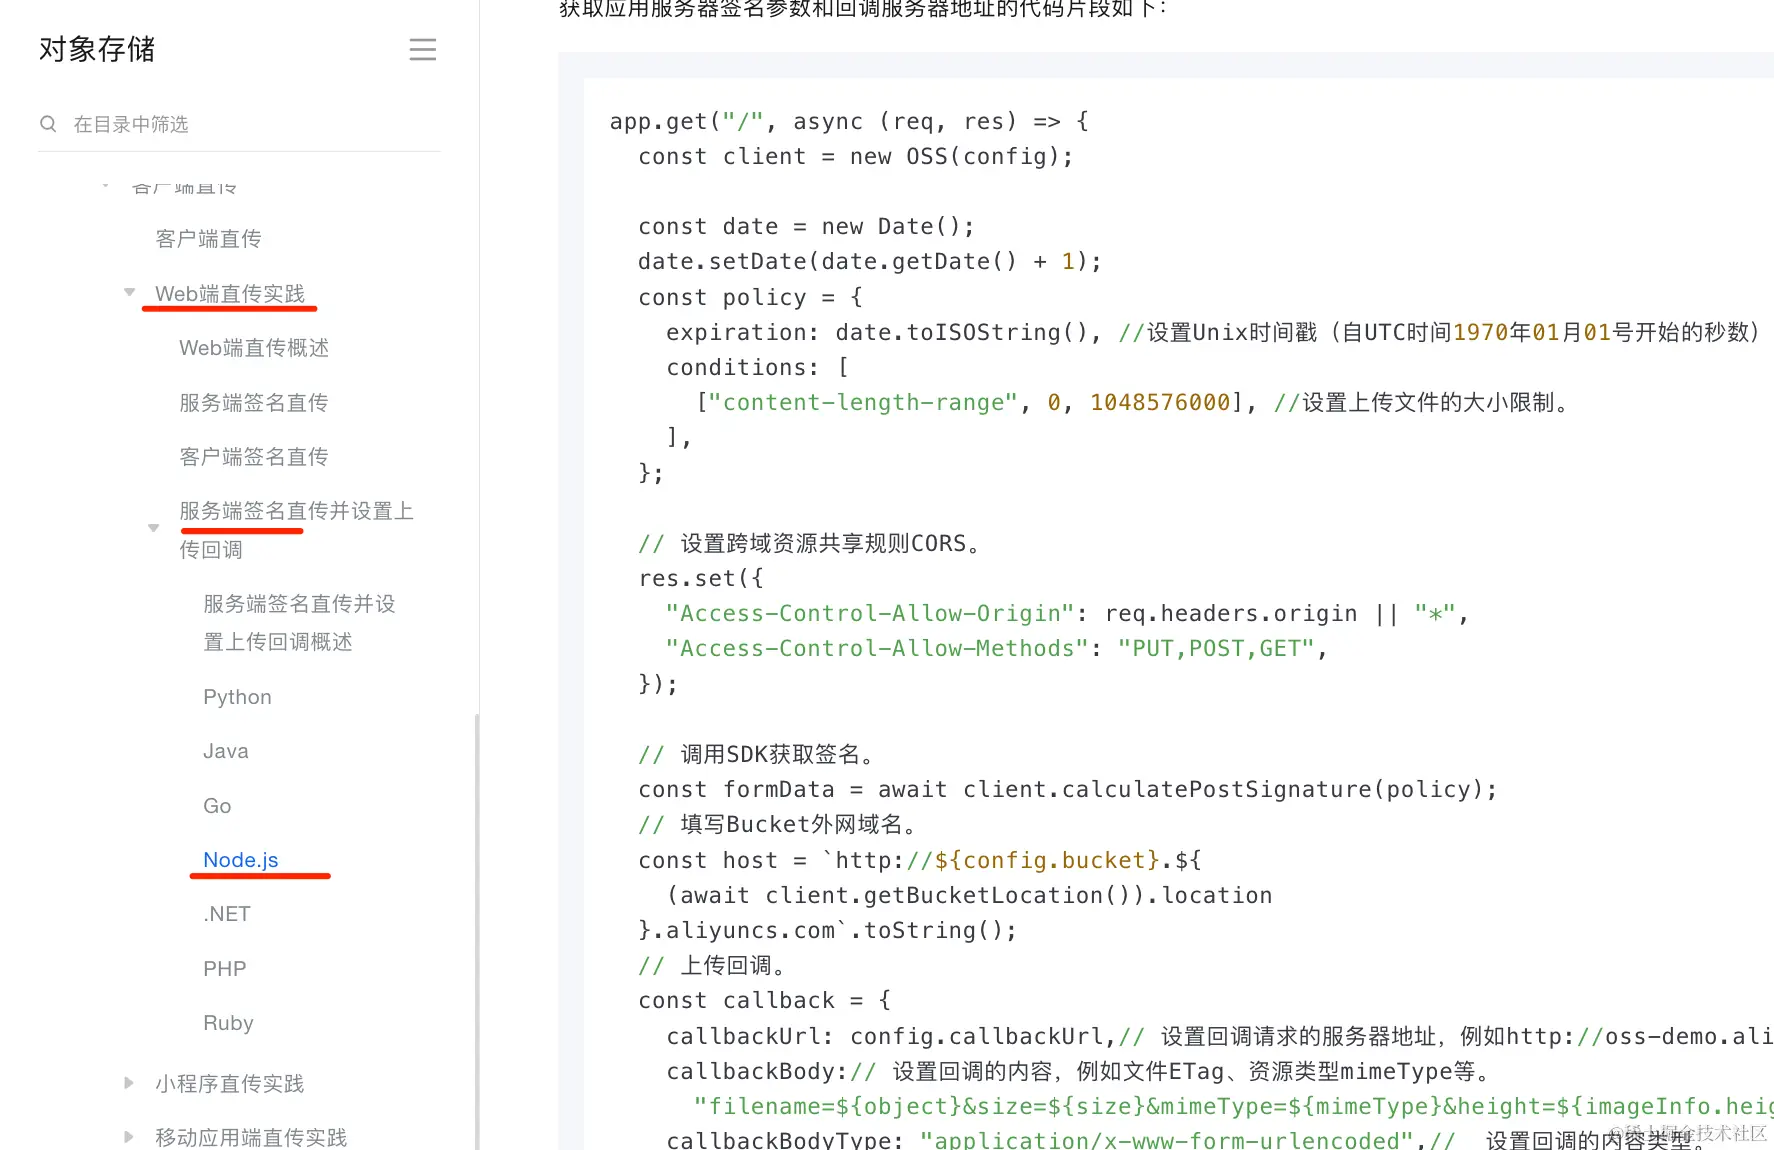 对象存储
在目录中筛选
客户端直传
客户端直传
Web端直传实践
Web端直传概述
服务端签名直传
客户端签名直传
服务端签名直传并设置上
传回调
服务端签名直传并设
置上传回调概述
Python
Java
Go
Node.js
.NET
PHP
Ruby
小程序直传实践
移动应用端直传实践
获取应用服务器签名参数和回调服务器地址的代码片段如下：
app.get("/", async (req, res) => {
const client = new OSS(config);
const date = new Date();
date.setDate(date.getDate() + 1);
const policy = {
expiration: date.toISOString(), //设置Unix时间戳（自UTC时间1970年01月01号开始的秒数）
conditions: [
["content-length-range", 0, 1048576000], //设置上传文件的大小限制。
],
};
// 设置跨域资源共享规则CORS。
res.set({
"Access-Control-Allow-Origin": req.headers.origin || "*",
"Access-Control-Allow-Methods": "PUT,POST,GET",
});
// 调用SDK获取签名。
const formData = await client.calculatePostSignature(policy);
// 填写Bucket外网域名。
const host = `http://${config.bucket}.${
(await client.getBucketLocation()).location
}.aliyuncs.com`.toString();
// 上传回调。
const callback = {
callbackUrl: config.callbackUrl,// 设置回调请求的服务器地址，例如http://oss-demo.ali
callbackBody:// 设置回调的内容，例如文件ETag、资源类型mimeType等。
"filename=${object}&size=${size}&mimeType=${mimeType}&height=${imageInfo.heig
callbackBodyType: "application/x-www-form-urlencoded",// 设置回调的内容类型。
@稀土掘金技术社区